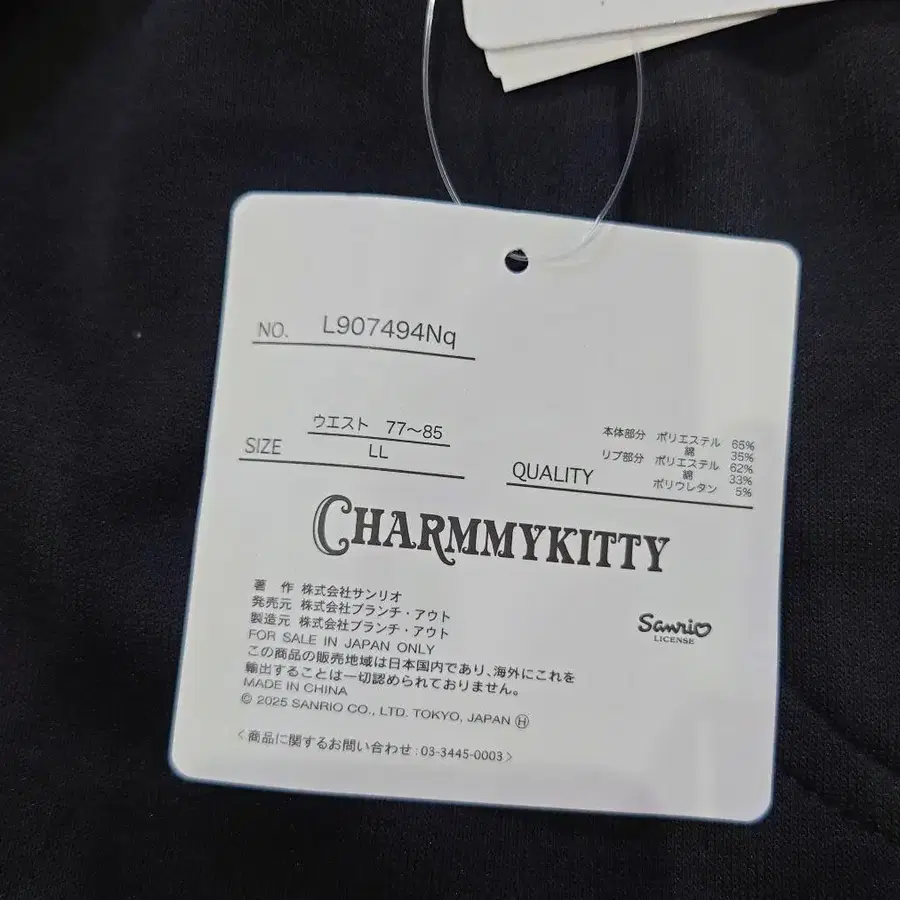 NO. L907494Nq
ウエスト 77〜85
SIZE LL
本体部分 ポリエステル 65%
綿 35%
リブ部分 ポリエステル 62%
綿 33%
ポリウレタン 5%
QUALITY
CHARMMYKITTY
著 作 株式会社サンリオ
発売元 株式会社ブランチ・アウト
製造元 株式会社ブランチ・アウト
FOR SALE IN JAPAN ONLY
この商品の販売地域は日本国内であり、海外にこれを
輸出することは一切認められておりません。
MADE IN CHINA
© 2025 SANRIO CO., LTD. TOKYO, JAPAN Ⓗ
〈商品に関するお問い合わせ:03-3445-0003〉
Sanrio
LICENSE